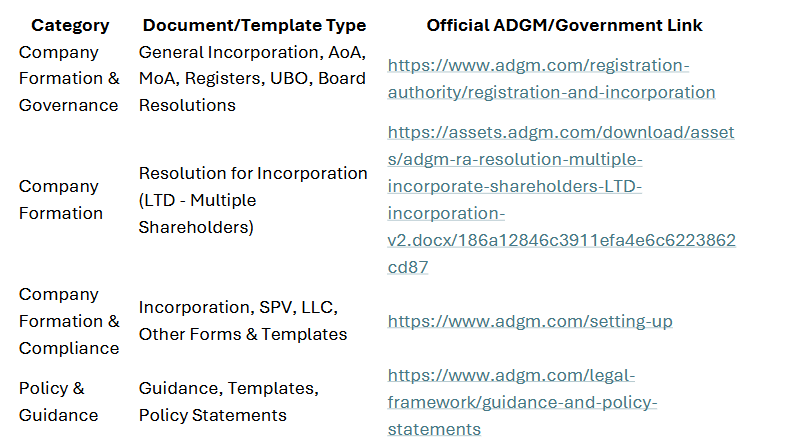 Category Document/Template Type Official ADGM/Government Link
Company
Formation &
Governance
General Incorporation, AoA,
MoA, Registers, UBO, Board
Resolutions
https://www.adgm.com/registration-
authority/registration-and-incorporation
Company
Formation
Resolution for Incorporation
(LTD - Multiple
Shareholders)
https://assets.adgm.com/download/asset
s/adgm-ra-resolution-multiple-
incorporate-shareholders-LTD-
incorporation-
v2.docx/186a12846c3911efa4e6c6223862
cd87
Company
Formation &
Compliance
Incorporation, SPV, LLC,
Other Forms & Templates
https://www.adgm.com/setting-up
Policy &
Guidance
Guidance, Templates,
Policy Statements
https://www.adgm.com/legal-
framework/guidance-and-policy-
statements